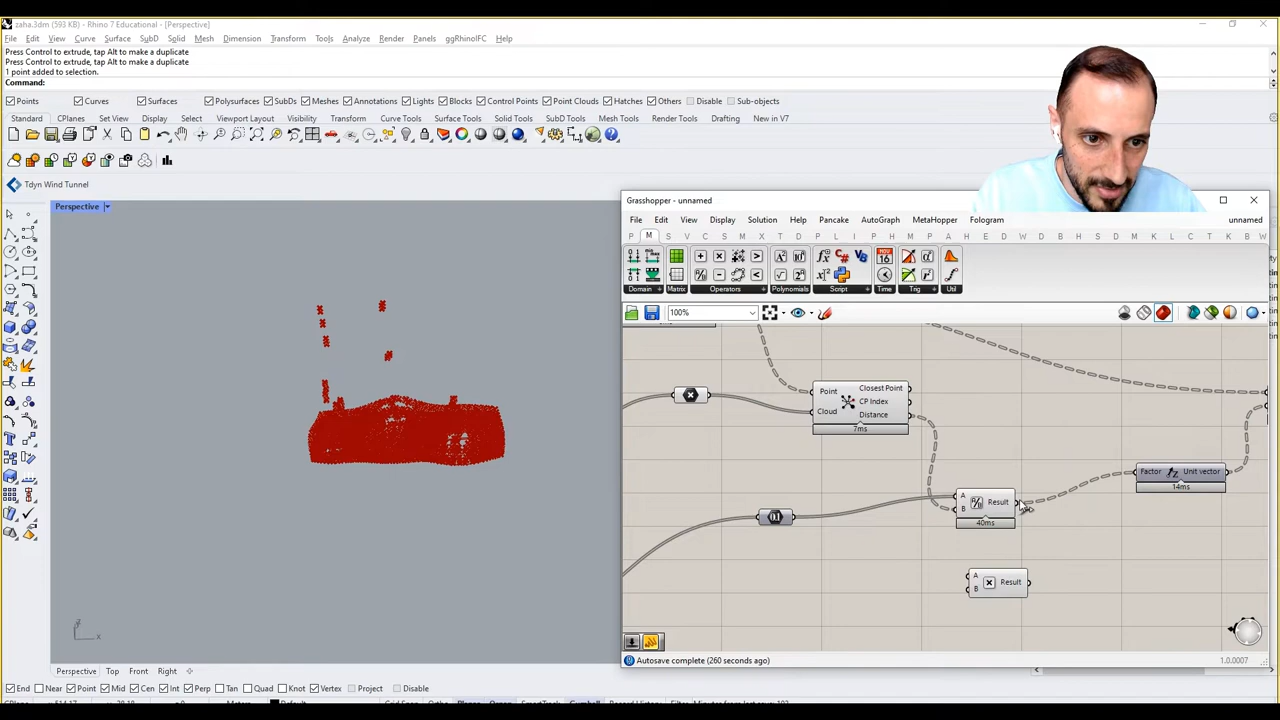 zaha.3dm (593 KB) - Rhino 7 Educational - [Perspective]
File Edit View Curve Surface SubD Solid Mesh Dimension Transform Tools Analyze Render Panels ggRhinoIFC Help
Press Control to extrude, tap Alt to make a duplicate
Press Control to extrude, tap Alt to make a duplicate
1 point added to selection.
Command:
Points Curves Surfaces Polysurfaces SubDs Meshes Annotations Lights Blocks Control Points Point Clouds Hatches Others Disable Sub-objects
Standard CPlanes Set View Display Select Viewport Layout Visibility Transform Curve Tools Surface Tools Solid Tools SubD Tools Mesh Tools Render Tools Drafting New in V7
Tdyn Wind Tunnel
Perspective
Grasshopper - unnamed
File Edit View Display Solution Help Pancake AutoGraph MetaHopper Fologram unnamed
P M S V C S M I X T D A F G H K L M P A H E D W T M L C T K B W
Domain Matrix Operators Polynomials Script Time Trig Util
100%
Point
Cloud
Closest Point
CP Index
Distance
7ms
A
B
Result
40ms
0.1
Factor
Unit vector
14ms
A
B
Result
Autosave complete (260 seconds ago)
1.0.0007
Perspective Top Front Right
End Near Point Mid Cen Int Perp Tan Quad Knot Vertex Project Disable